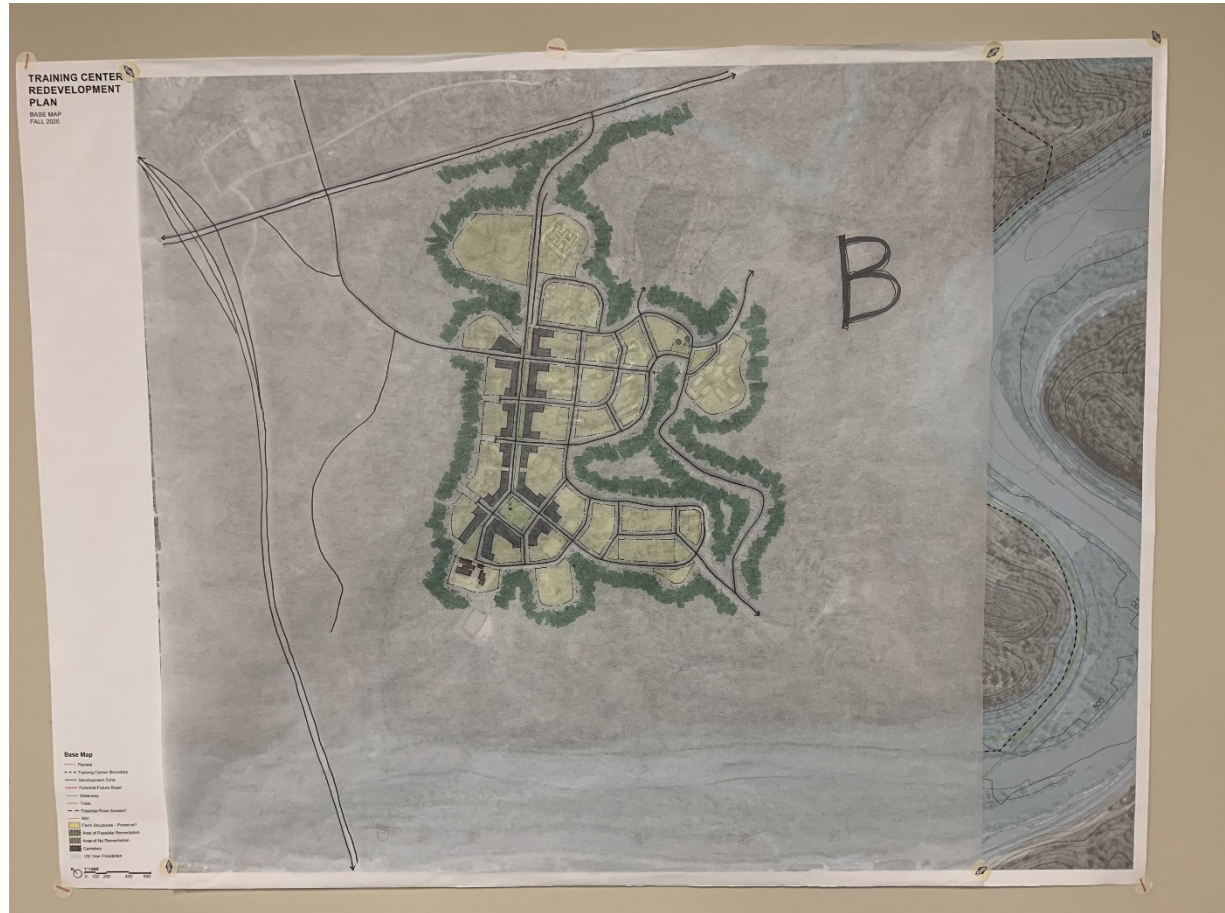 TRAINING CENTER
REDEVELOPMENT
PLAN
BASE MAP
FALL 2020
B
Base Map
Parcels
Training Center Boundary
Development Zone
Potential Future Road
Waterway
Trails
Potential River Access?
Farm Structures - Preserve?
Area of Possible Remediation
Area of No Remediation
Cemetery
100 Year Floodplain
500